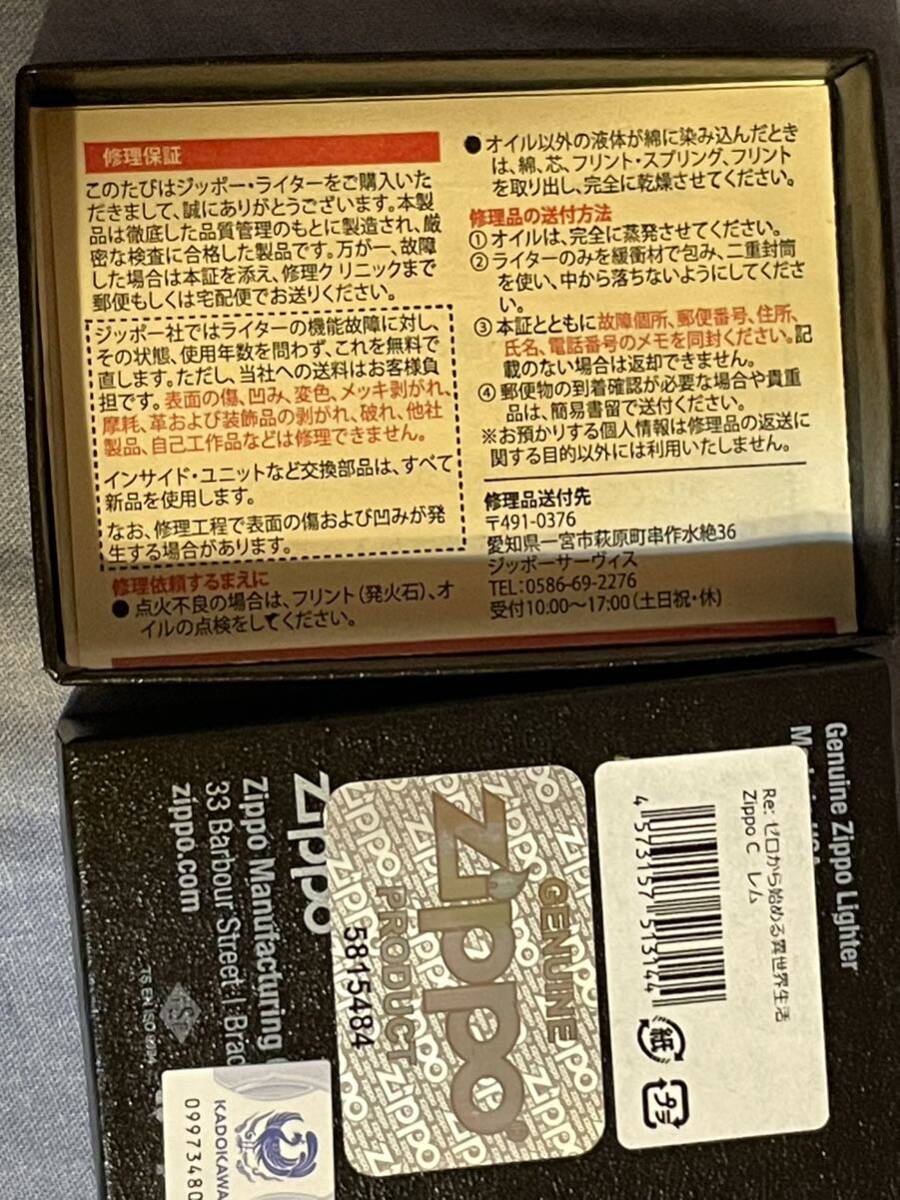 修理保証
このたびはジッポー・ライターをご購入いた
だきまして、誠にありがとうございます。本製
品は徹底した品質管理のもとに製造され、厳
密な検査に合格した製品です。万が一、故障
した場合は本証を添え、修理クリニックまで
郵便もしくは宅配便でお送りください。
ジッポー社ではライターの機能故障に対し、
その状態、使用年数を問わず、これを無料で
直します。ただし、当社への送料はお客様負
担です。表面の傷、凹み、変色、メッキ剥がれ、
摩耗、革および装飾品の剥がれ、破れ、他社
製品、自己工作品などは修理できません。
インサイド・ユニットなど交換部品は、すべて
新品を使用します。
なお、修理工程で表面の傷および凹みが発
生する場合があります。
修理依頼するまえに
●点火不良の場合は、フリント(発火石)、オ
イルの点検をしてください。
●オイル以外の液体が綿に染み込んだとき
は、綿、芯、フリント・スプリング、フリント
を取り出し、完全に乾燥させてください。
修理品の送付方法
①オイルは、完全に蒸発させてください。
②ライターのみを緩衝材で包み、二重封筒
を使い、中から落ちないようにしてくださ
い。
③本証とともに故障個所、郵便番号、住所、
氏名、電話番号のメモを同封ください。記
載のない場合は返却できません。
④郵便物の到着確認が必要な場合や貴重
品は、簡易書留で送付ください。
※お預かりする個人情報は修理品の返送に
関する目的以外には利用いたしません。
修理品送付先
〒491-0376
愛知県一宮市萩原町串作水絶36
ジッポーサーヴィス
TEL:0586-69-2276
受付10:00～17:00(土日祝・休)
Genuine Zippo Lighter
Re: ゼロから始める異世界生活
Zippo C レム
4 573157 513144
紙
プラ
GENUINE
Zippo
PRODUCT
5815484
Zippo
Zippo Manufacturing
33 Barbour Street | Brad
zippo.com
KADOKAWA
09973480